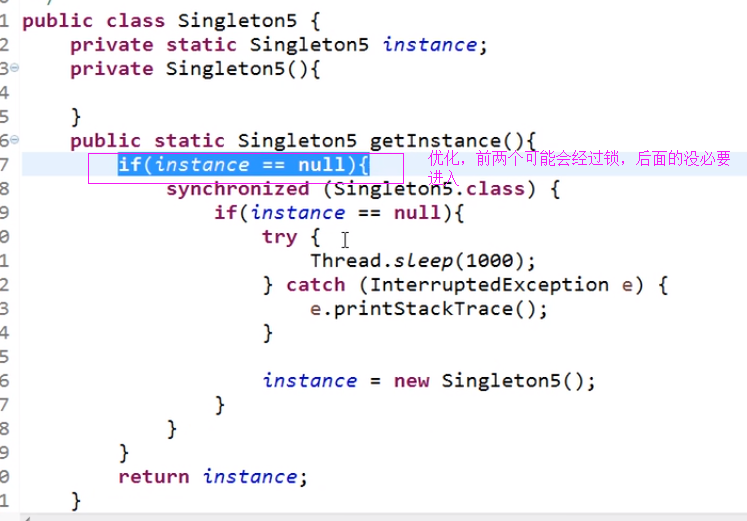 1 public class Singleton5 {
2 private static Singleton5 instance;
3 private Singleton5(){
4
5 }
6 public static Singleton5 getInstance(){
7 if(instance == null){ 优化，前两个可能会经过锁，后面的没必要
进入
8 synchronized (Singleton5.class) {
9 if(instance == null){
0 try {
1 Thread.sleep(1000);
2 } catch (InterruptedException e) {
3 e.printStackTrace();
4 }
5
6 instance = new Singleton5();
7 }
8 }
9 }
0 return instance;
1 }